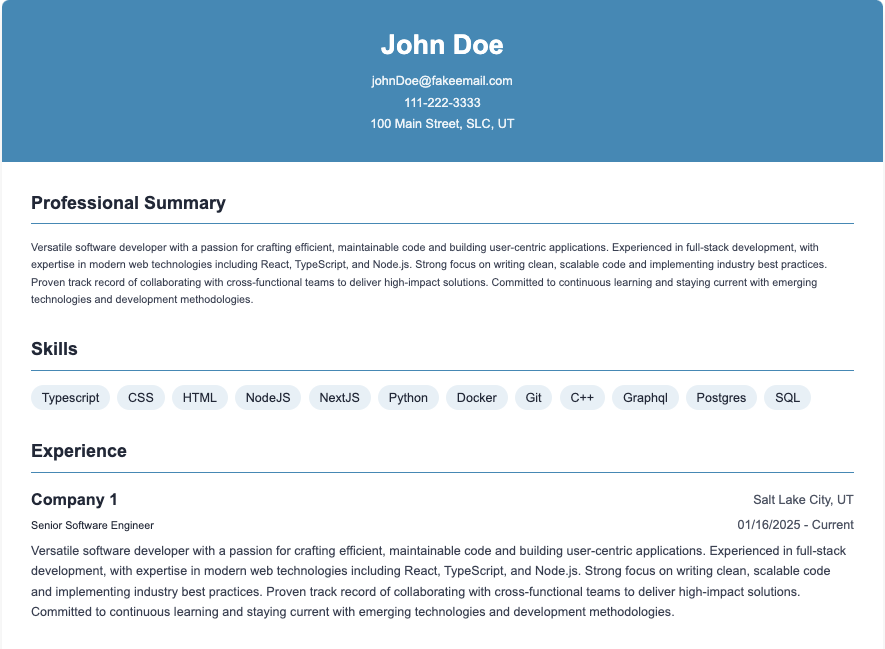 John Doe
johnDoe@fakeemail.com
111-222-3333
100 Main Street, SLC, UT
Professional Summary
Versatile software developer with a passion for crafting efficient, maintainable code and building user-centric applications. Experienced in full-stack development, with
expertise in modern web technologies including React, TypeScript, and Node.js. Strong focus on writing clean, scalable code and implementing industry best practices.
Proven track record of collaborating with cross-functional teams to deliver high-impact solutions. Committed to continuous learning and staying current with emerging
technologies and development methodologies.
Skills
Typescript CSS HTML NodeJS NextJS Python Docker Git C++ Graphql Postgres SQL
Experience
Company 1 Salt Lake City, UT
Senior Software Engineer 01/16/2025 - Current
Versatile software developer with a passion for crafting efficient, maintainable code and building user-centric applications. Experienced in full-stack
development, with expertise in modern web technologies including React, TypeScript, and Node.js. Strong focus on writing clean, scalable code
and implementing industry best practices. Proven track record of collaborating with cross-functional teams to deliver high-impact solutions.
Committed to continuous learning and staying current with emerging technologies and development methodologies.